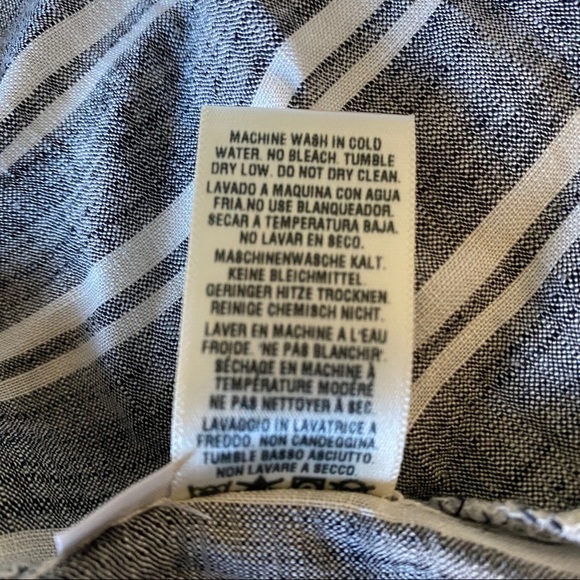 MACHINE WASH IN COLD
WATER. NO BLEACH. TUMBLE
DRY LOW. DO NOT DRY CLEAN.
LAVADO A MAQUINA CON AGUA
FRIA.NO USE BLANQUEADOR.
SECAR A TEMPERATURA BAJA.
NO LAVAR EN SECO.
MASCHINENWASCHE KALT.
KEINE BLEICHMITTEL.
GERINGER HITZE TROCKNEN.
REINIGE CHEMISCH NICHT.
LAVER EN MACHINE A L'EAU
FROIDE. 'NE PAS BLANCHIR'.
SÉCHAGE EN MACHINE À
TEMPÉRATURE MODÉRÉ
NE PAS NETTOYER À SEC.
LAVAGGIO IN LAVATRICE A
FREDDO. NON CANDEGGINA.
TUMBLE BASSO ASCIUTTO.
NON LAVARE A SECCO.